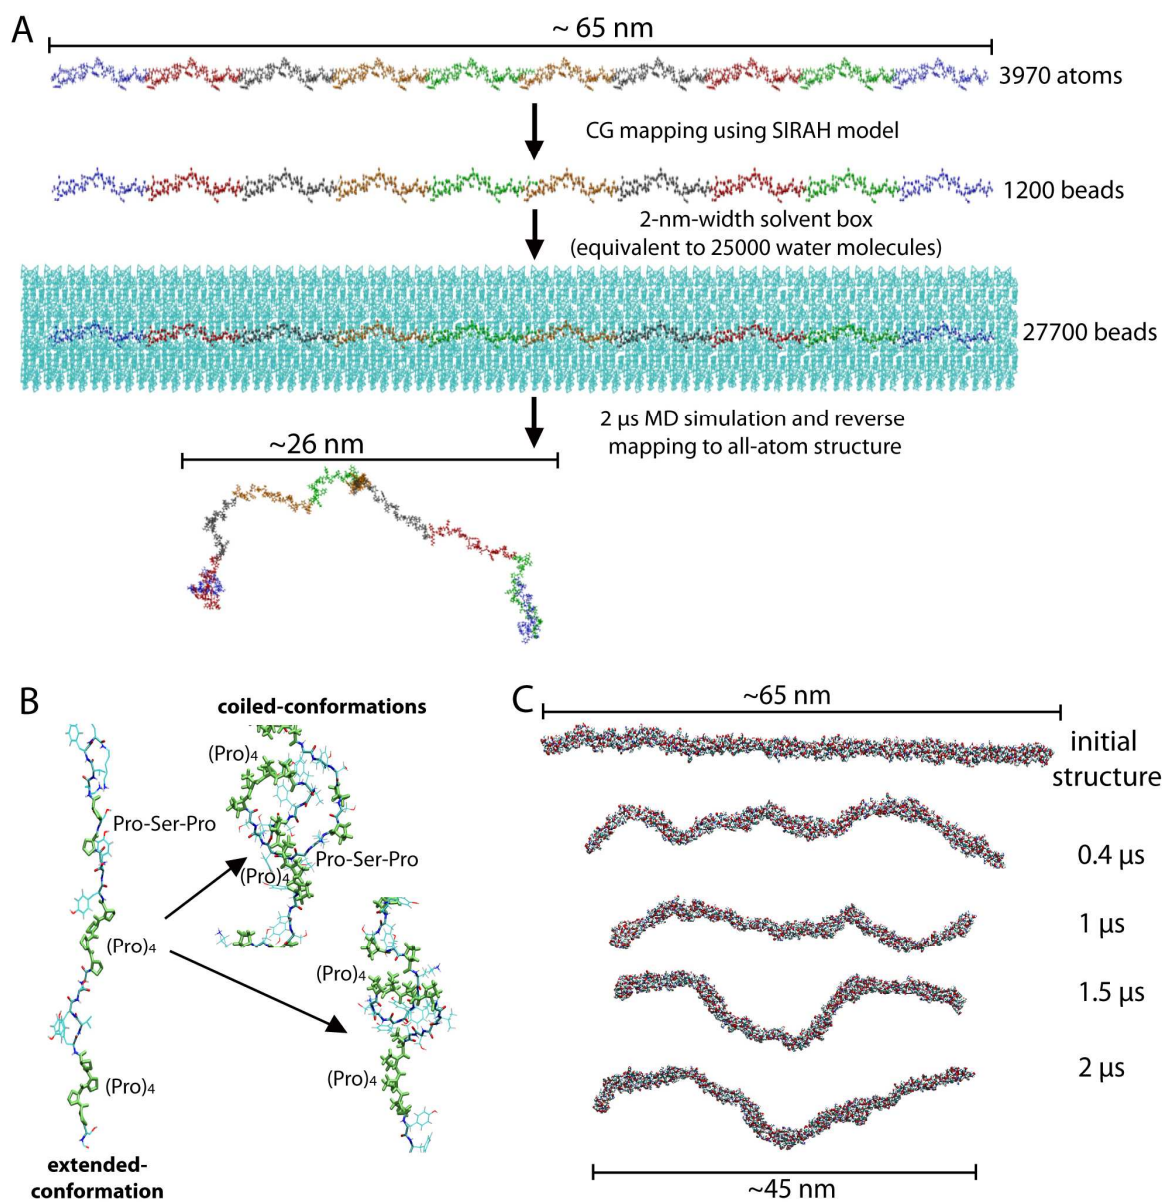 A
~ 65 nm
3970 atoms
CG mapping using SIRAH model
1200 beads
2-nm-width solvent box
(equivalent to 25000 water molecules)
27700 beads
2 µs MD simulation and reverse
mapping to all-atom structure
~26 nm
B
coiled-conformations
(Pro)4
Pro-Ser-Pro
Pro-Ser-Pro
(Pro)4
(Pro)4
(Pro)4
(Pro)4
(Pro)4
extended-
conformation
C
~65 nm
initial
structure
0.4 µs
1 µs
1.5 µs
2 µs
~45 nm